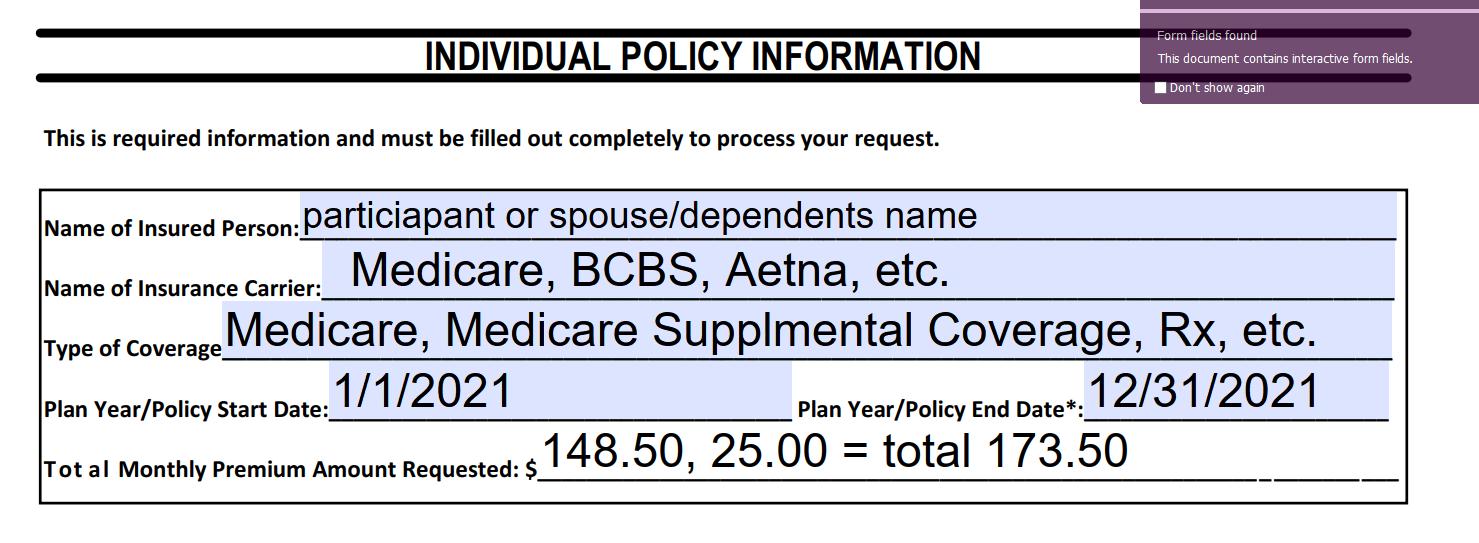 Form fields found
This document contains interactive form fields.
Don't show again
INDIVIDUAL POLICY INFORMATION
This is required information and must be filled out completely to process your request.
Name of Insured Person: particiapant or spouse/dependents name
Name of Insurance Carrier: Medicare, BCBS, Aetna, etc.
Type of Coverage Medicare, Medicare Supplmental Coverage, Rx, etc.
Plan Year/Policy Start Date: 1/1/2021 Plan Year/Policy End Date*: 12/31/2021
Total Monthly Premium Amount Requested: $ 148.50, 25.00 = total 173.50